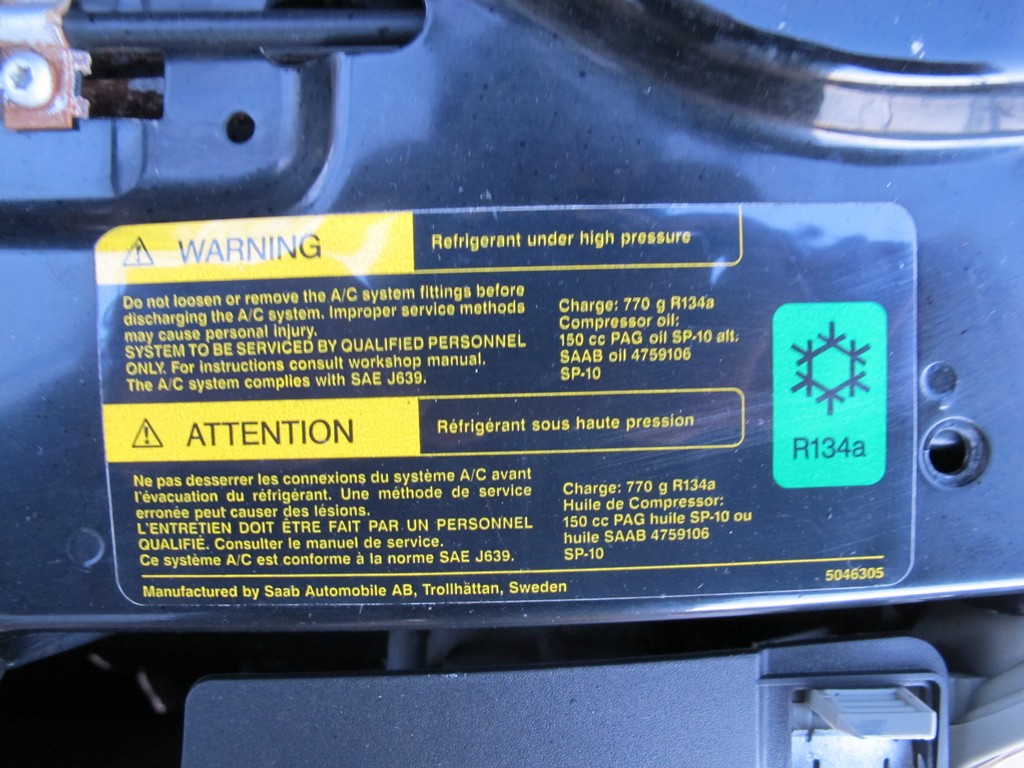 WARNING
Refrigerant under high pressure
Do not loosen or remove the A/C system fittings before
discharging the A/C system. Improper service methods
may cause personal injury.
SYSTEM TO BE SERVICED BY QUALIFIED PERSONNEL
ONLY. For instructions consult workshop manual.
The A/C system complies with SAE J639.
Charge: 770 g R134a
Compressor oil:
150 cc PAG oil SP-10 alt.
SAAB oil 4759106
SP-10
R134a
ATTENTION
Réfrigérant sous haute pression
Ne pas desserrer les connexions du système A/C avant
l'évacuation du réfrigérant. Une méthode de service
erronée peut causer des lésions.
L'ENTRETIEN DOIT ÊTRE FAIT PAR UN PERSONNEL
QUALIFIÉ. Consulter le manuel de service.
Ce système A/C est conforme à la norme SAE J639.
Charge: 770 g R134a
Huile de Compressor:
150 cc PAG huile SP-10 ou
huile SAAB 4759106
SP-10
Manufactured by Saab Automobile AB, Trollhättan, Sweden
5046305